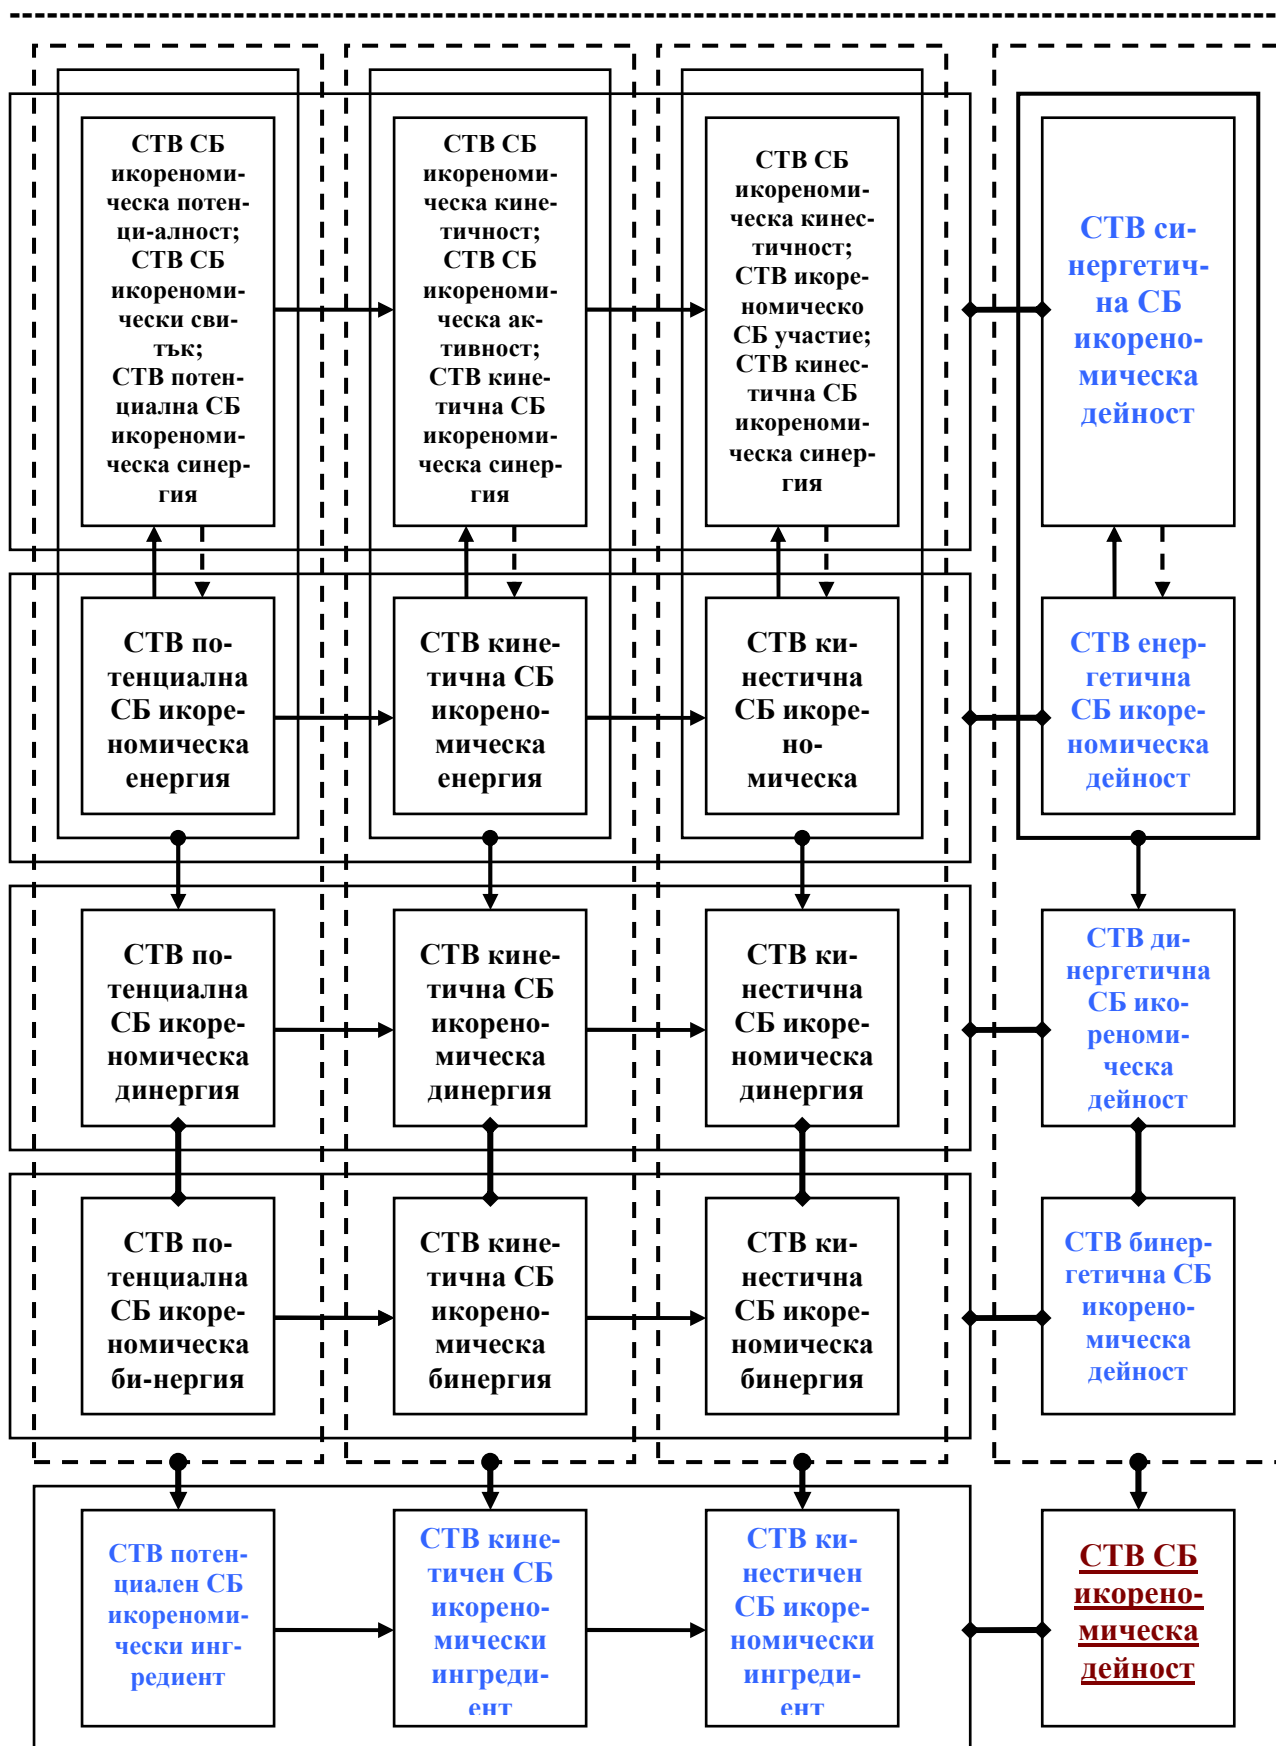 СТВ СБ
икореноми-
ческа потен-
ци-алност;
СТВ СБ
икореноми-
чески сви-
тък;
СТВ потен-
циална СБ
икореноми-
ческа синер-
гия
СТВ СБ
икореноми-
ческа кине-
тичност;
СТВ СБ
икореноми-
ческа ак-
тивност;
СТВ кине-
тична СБ
икореноми-
ческа синер-
гия
СТВ СБ
икореноми-
ческа кинес-
тичност;
СТВ икоре-
номическо
СБ участие;
СТВ кинес-
тична СБ
икореноми-
ческа синер-
гия
СТВ си-
нергетич-
на СБ
икорено-
мическа
дейност
СТВ по-
тенциална
СБ икоре-
номическа
енергия
СТВ кине-
тична СБ
икорено-
мическа
енергия
СТВ ки-
нестична
СБ икоре-
но-
мическа
СТВ енер-
гетична
СБ икоре-
номическа
дейност
СТВ по-
тенциална
СБ икоре-
номическа
динергия
СТВ кине-
тична СБ
икорено-
мическа
динергия
СТВ ки-
нестична
СБ икоре-
номическа
динергия
СТВ ди-
нергетична
СБ ико-
реноми-
ческа
дейност
СТВ по-
тенциална
СБ икоре-
номическа
би-нергия
СТВ кине-
тична СБ
икорено-
мическа
бинергия
СТВ ки-
нестична
СБ икоре-
номическа
бинергия
СТВ бинер-
гетична СБ
икорено-
мическа
дейност
СТВ потен-
циален СБ
икореноми-
чески инг-
редиент
СТВ кине-
тичен СБ
икорено-
мически
ингреди-
ент
СТВ ки-
нестичен
СБ икоре-
номически
ингреди-
ент
СТВ СБ
икорено-
мическа
дейност